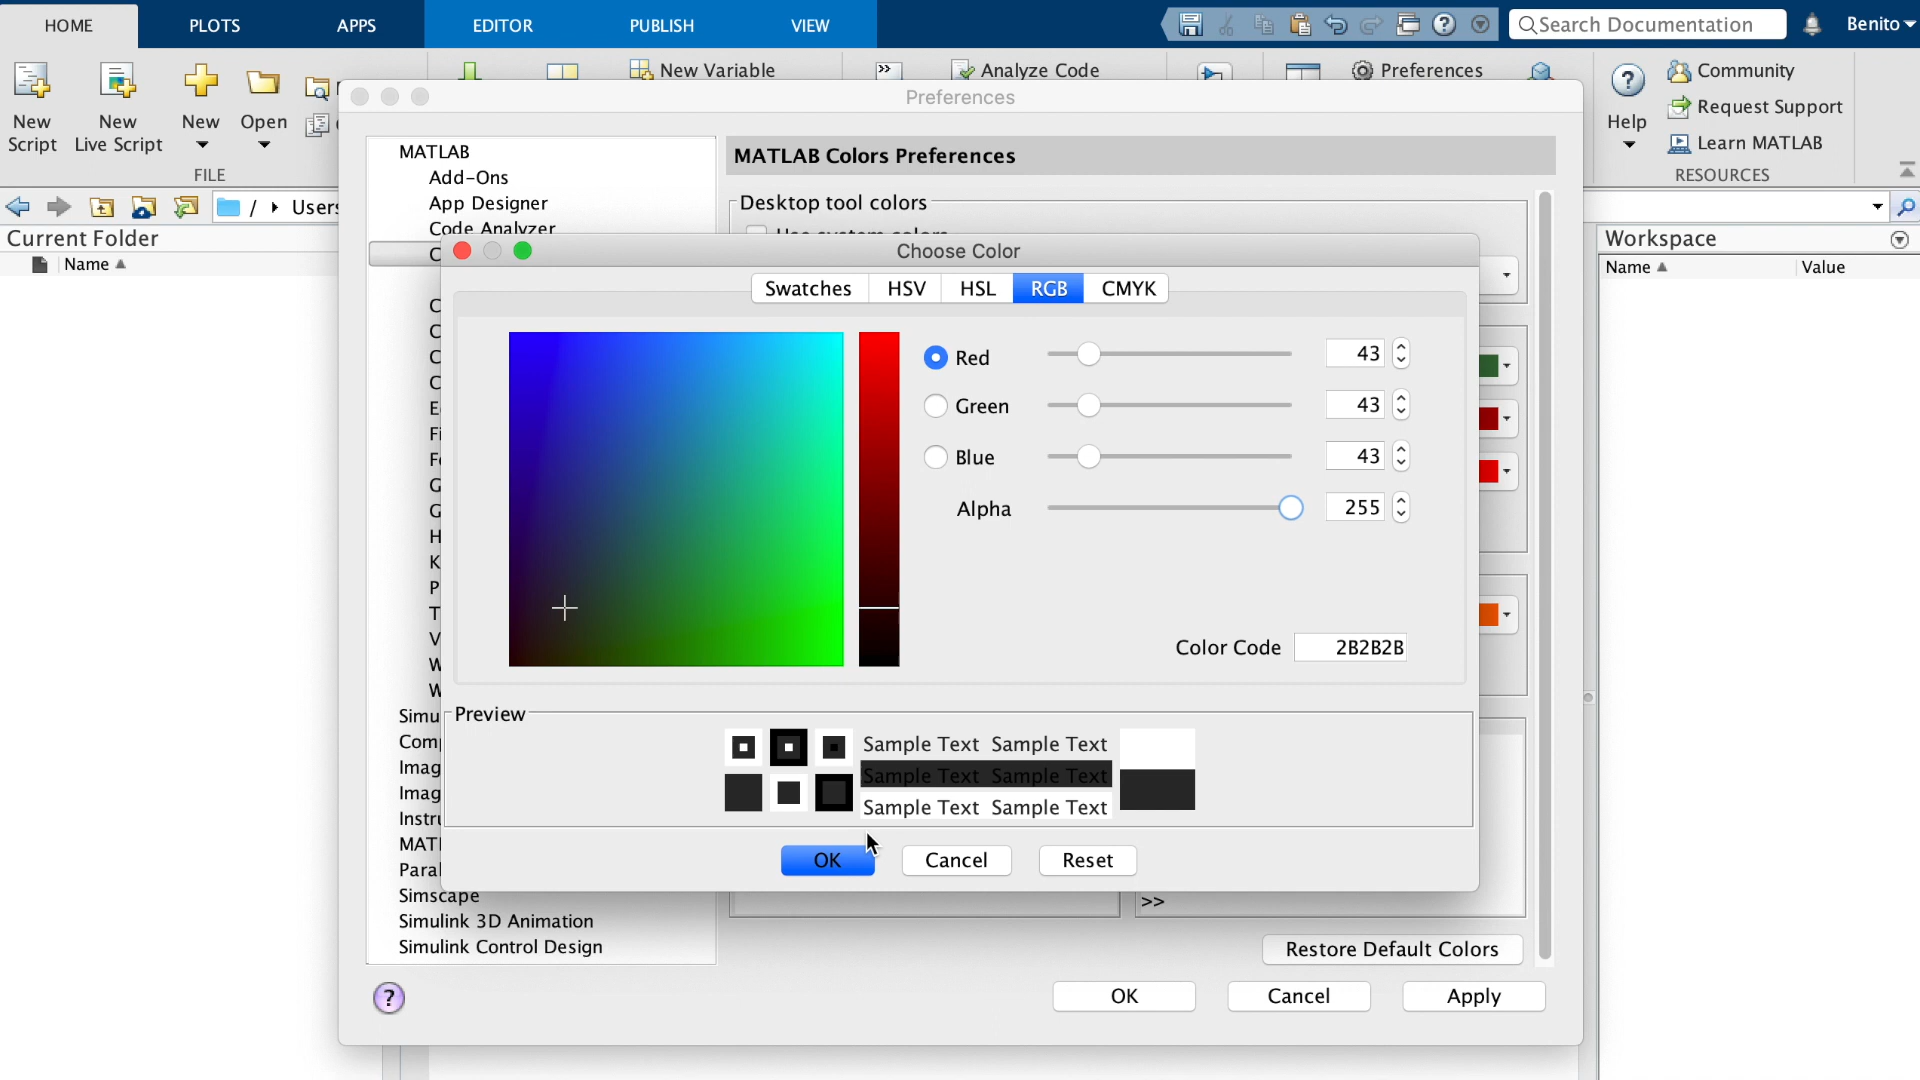 HOME PLOTS APPS EDITOR PUBLISH VIEW Search Documentation Benito
New Variable Analyze Code Preferences Community
New Script New Live Script New Open Help Request Support
Learn MATLAB
FILE RESOURCES
Preferences
/ Users
Current Folder
Name
Workspace
Name Value
MATLAB
Add-Ons
App Designer
Code Analyzer
MATLAB Colors Preferences
Desktop tool colors
Choose Color
Swatches HSV HSL RGB CMYK
Red 43
Green 43
Blue 43
Alpha 255
Color Code 2B2B2B
Preview
Sample Text Sample Text
Sample Text Sample Text
Sample Text Sample Text
OK Cancel Reset
Simscape
Simulink 3D Animation
Simulink Control Design
>>
Restore Default Colors
? OK Cancel Apply